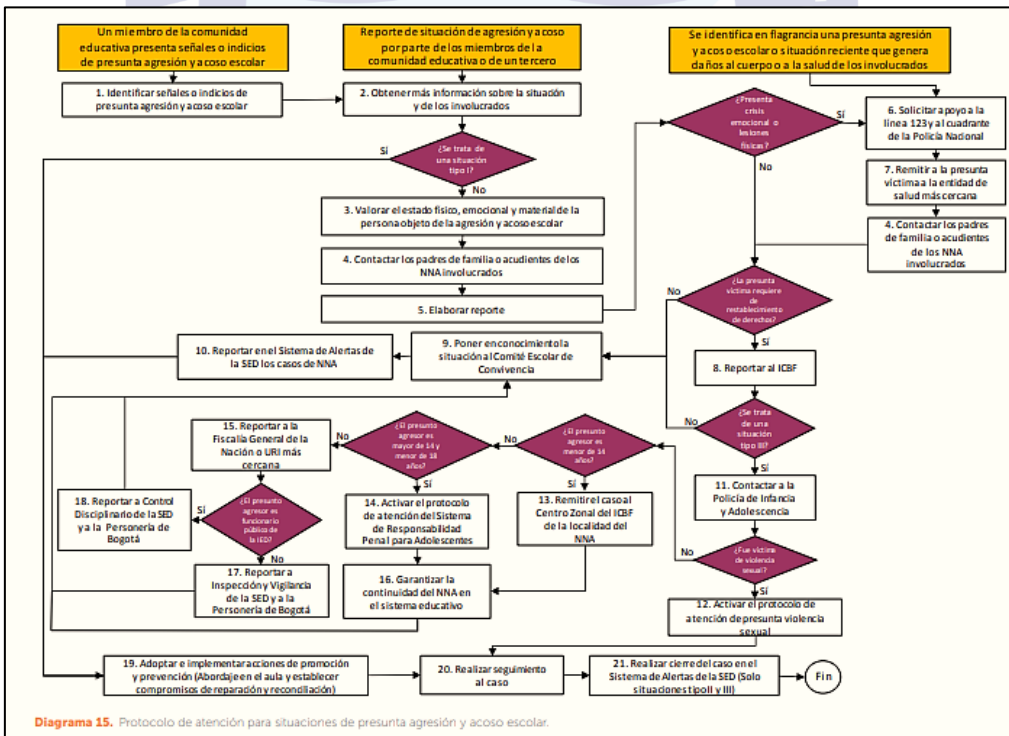 Un miembro de la comunidad
educativa presenta señales o indicios
de presunta agresión y acoso escolar
Reporte de situación de agresión y acoso
por parte de los miembros de la
comunidad educativa o de un tercero
Se identifica en flagrancia una presunta agresión
y acoso escolar o situación reciente que genera
daños al cuerpo o a la salud de los involucrados
1. Identificar señales o indicios de
presunta agresión y acoso escolar
2. Obtener más información sobre la situación
y de los involucrados
¿Presenta
crisis
emocional o
lesiones
físicas?
Sí
No
6. Solicitar apoyo a la
línea 123 y al cuadrante
de la Policía Nacional
¿Se trata de
una situación
tipo I?
Sí
No
7. Remitir a la presunta
víctima a la entidad de
salud más cercana
3. Valorar el estado físico, emocional y material de la
persona objeto de la agresión y acoso escolar
4. Contactar los padres
de familia o acudientes
de los NNA
involucrados
4. Contactar los padres de familia o acudientes de los
NNA involucrados
5. Elaborar reporte
¿La presunta
víctima requiere
de
restablecimiento
de derechos?
No
Sí
10. Reportar en el Sistema de Alertas de
la SED los casos de NNA
9. Poner en conocimiento la
situación al Comité Escolar de
Convivencia
8. Reportar al ICBF
¿Se trata
de una
situación
tipo III?
No
Sí
15. Reportar a la
Fiscalía General de la
Nación o URI más
cercana
¿El presunto
agresor es
mayor de 14 y
menor de 18
años?
No
Sí
¿El presunto
agresor es
menor de 14
años?
No
Sí
11. Contactar a la
Policía de Infancia
y Adolescencia
18. Reportar a Control
Disciplinario de la SED
y a la Personería de
Bogotá
¿El presunto
agresor es
funcionario
público de
la IED?
Sí
No
14. Activar el protocolo
de atención del Sistema
de Responsabilidad
Penal para Adolescentes
13. Remitir el caso al
Centro Zonal del ICBF
de la localidad del
NNA
¿Fue víctima
de violencia
sexual?
No
Sí
17. Reportar a
Inspección y Vigilancia
de la SED y a la
Personería de Bogotá
16. Garantizar la
continuidad del NNA en
el sistema educativo
12. Activar el protocolo de
atención de presunta violencia
sexual
19. Adoptar e implementar acciones de promoción
y prevención (Abordaje en el aula y establecer
compromisos de reparación y reconciliación)
20. Realizar seguimiento
al caso
21. Realizar cierre del caso en el
Sistema de Alertas de la SED (Solo
situaciones tipo II y III)
Fin
Diagrama 15. Protocolo de atención para situaciones de presunta agresión y acoso escolar.